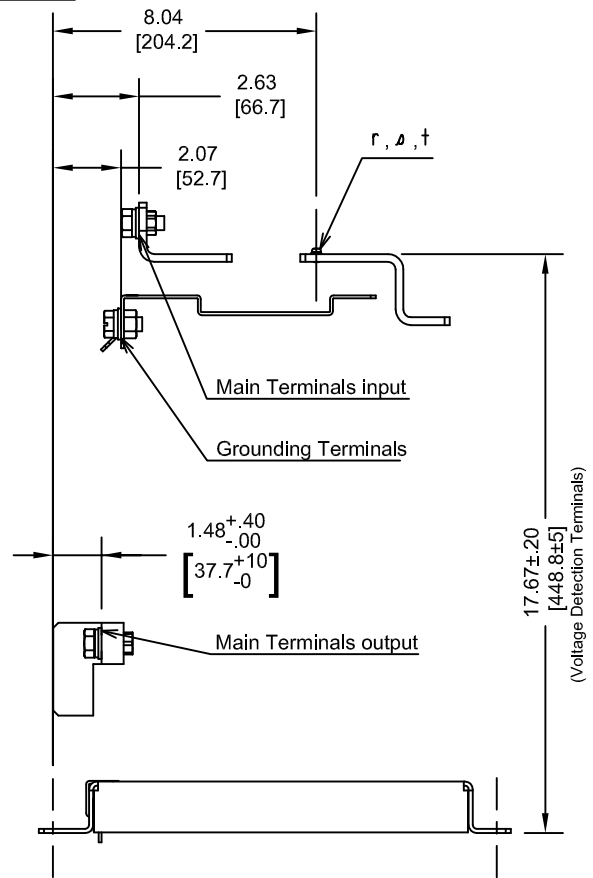 8.04
[204.2]
2.63
[66.7]
2.07
[52.7]
r , s , t
Main Terminals input
Grounding Terminals
1.48+.40
-.00
[37.7+10
-0]
Main Terminals output
17.67±.20
[448.8±5]
(Voltage Detection Terminals)